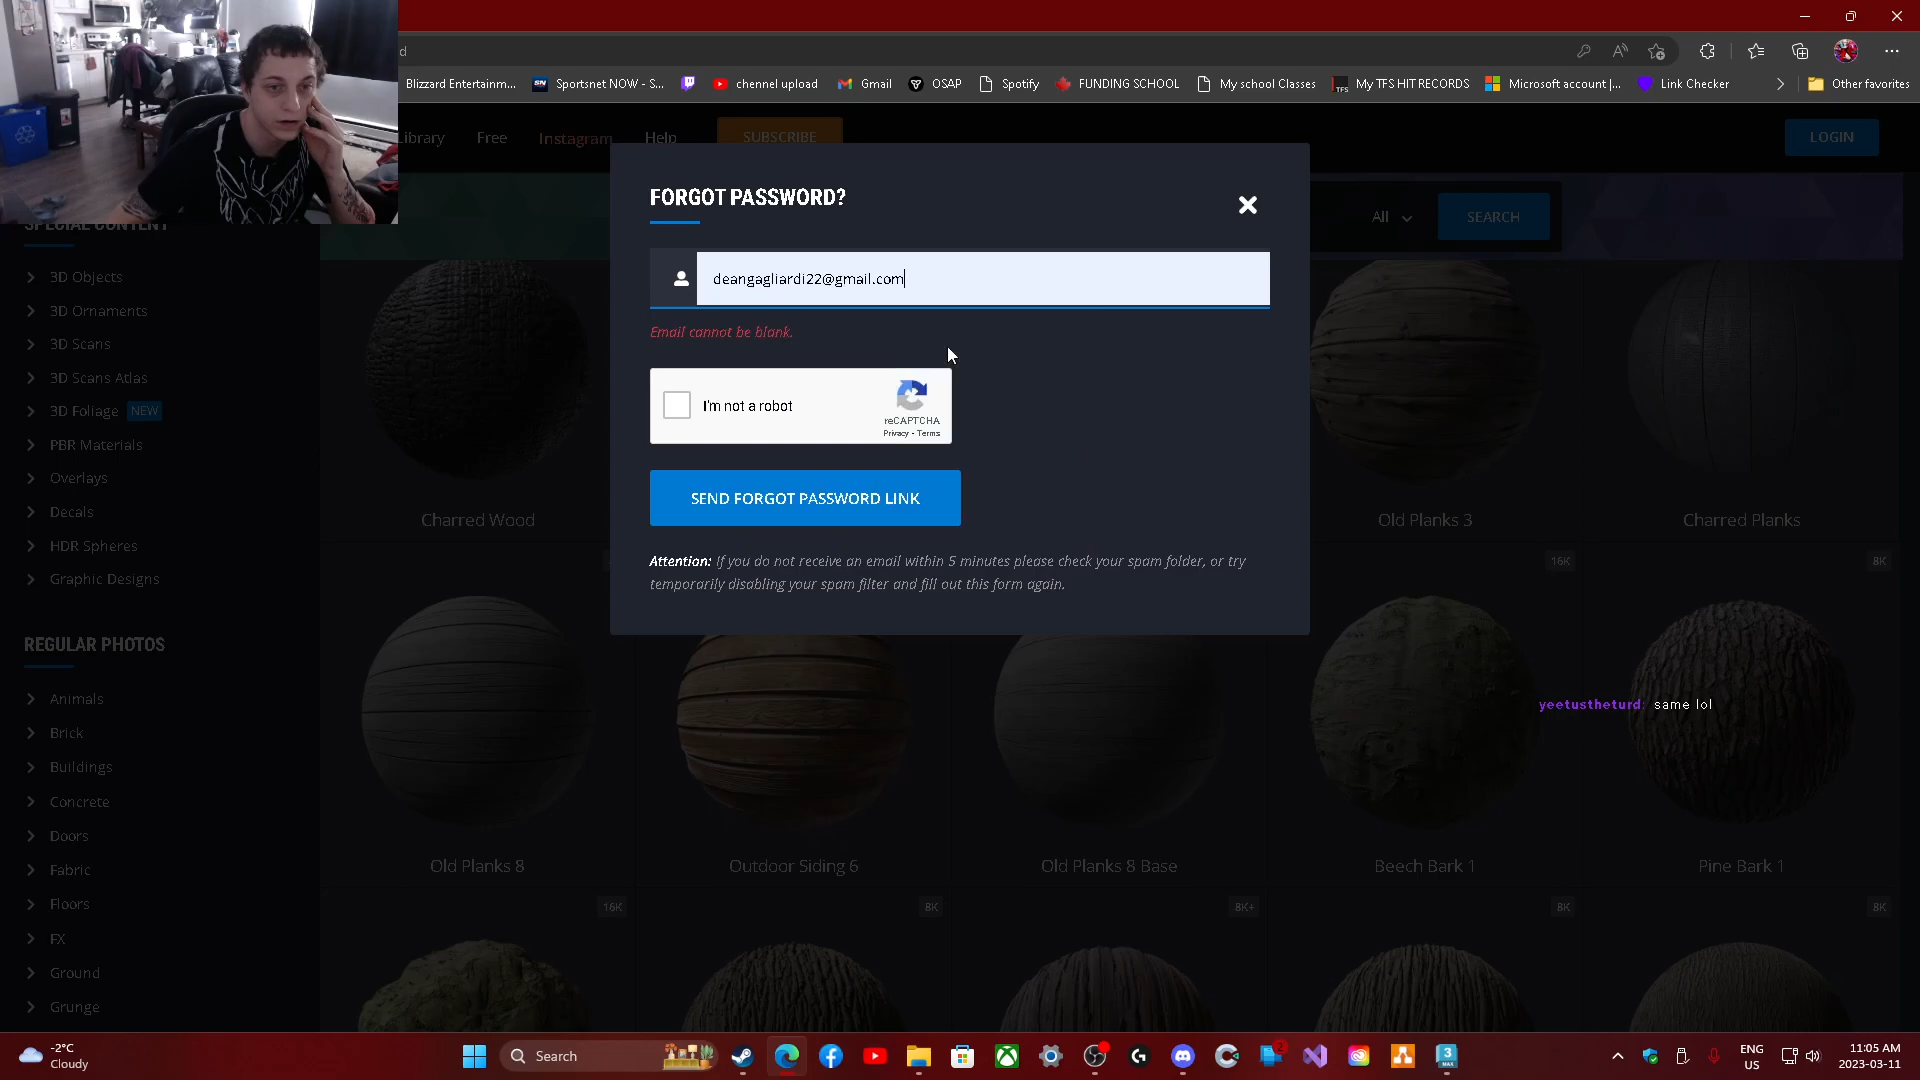 d
Blizzard Entertainm...
Sportsnet NOW - S...
channel upload
Gmail
OSAP
Spotify
FUNDING SCHOOL
My school Classes
My TFS HIT RECORDS
Microsoft account |...
Link Checker
Other favorites
Library
Free
Instagram
Help
SUBSCRIBE
LOGIN
FORGOT PASSWORD?
All
SEARCH
deangagliardi22@gmail.com
Email cannot be blank.
I'm not a robot
reCAPTCHA
Privacy - Terms
SEND FORGOT PASSWORD LINK
Attention: If you do not receive an email within 5 minutes please check your spam folder, or try
temporarily disabling your spam filter and fill out this form again.
SPECIAL CONTENT
3D Objects
3D Ornaments
3D Scans
3D Scans Atlas
3D Foliage NEW
PBR Materials
Overlays
Decals
HDR Spheres
Graphic Designs
REGULAR PHOTOS
Animals
Brick
Buildings
Concrete
Doors
Fabric
Floors
FX
Ground
Grunge
Charred Wood
Old Planks 3
Charred Planks
16K
8K
yeetustheturd: same lol
Old Planks 8
Outdoor Siding 6
Old Planks 8 Base
Beech Bark 1
Pine Bark 1
16K
8K
8K+
8K
8K
-2°C
Cloudy
Search
2
3
MAX
ENG
US
11:05 AM
2023-03-11